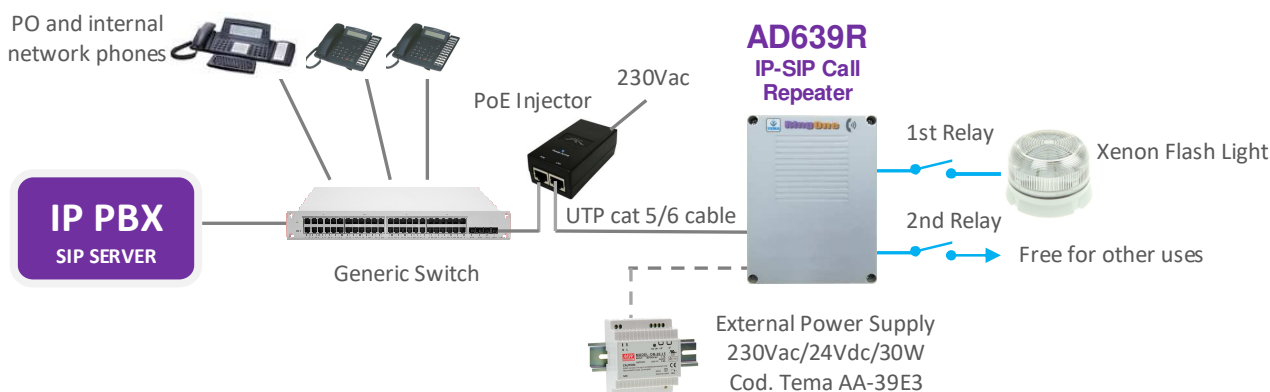 PO and internal
network phones
AD639R
IP-SIP Call
Repeater
230Vac
PoE Injector
RingOne
1st Relay
Xenon Flash Light
IP PBX
SIP SERVER
UTP cat 5/6 cable
2nd Relay
Generic Switch
Free for other uses
External Power Supply
230Vac/24Vdc/30W
Cod. Tema AA-39E3